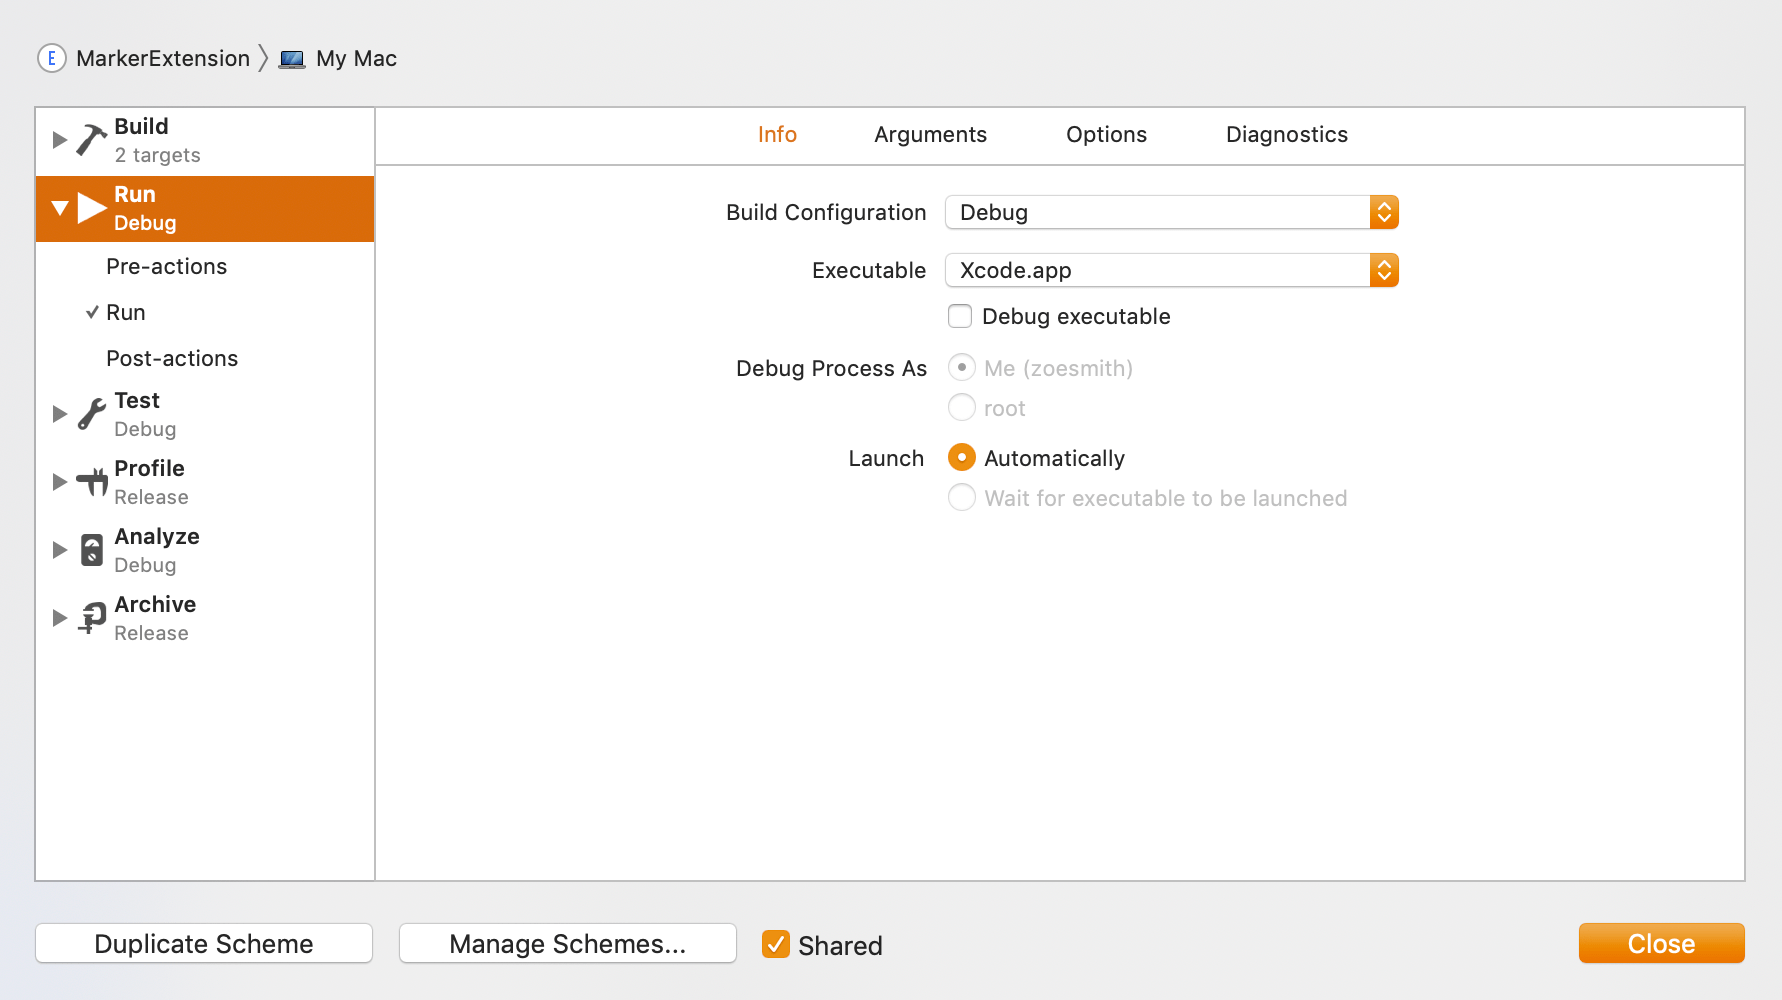 E MarkerExtension My Mac
Build
2 targets
Run
Debug
Pre-actions
Run
Post-actions
Test
Debug
Profile
Release
Analyze
Debug
Archive
Release
Info Arguments Options Diagnostics
Build Configuration Debug
Executable Xcode.app
Debug executable
Debug Process As Me (zoesmith)
root
Launch Automatically
Wait for executable to be launched
Duplicate Scheme Manage Schemes... Shared Close